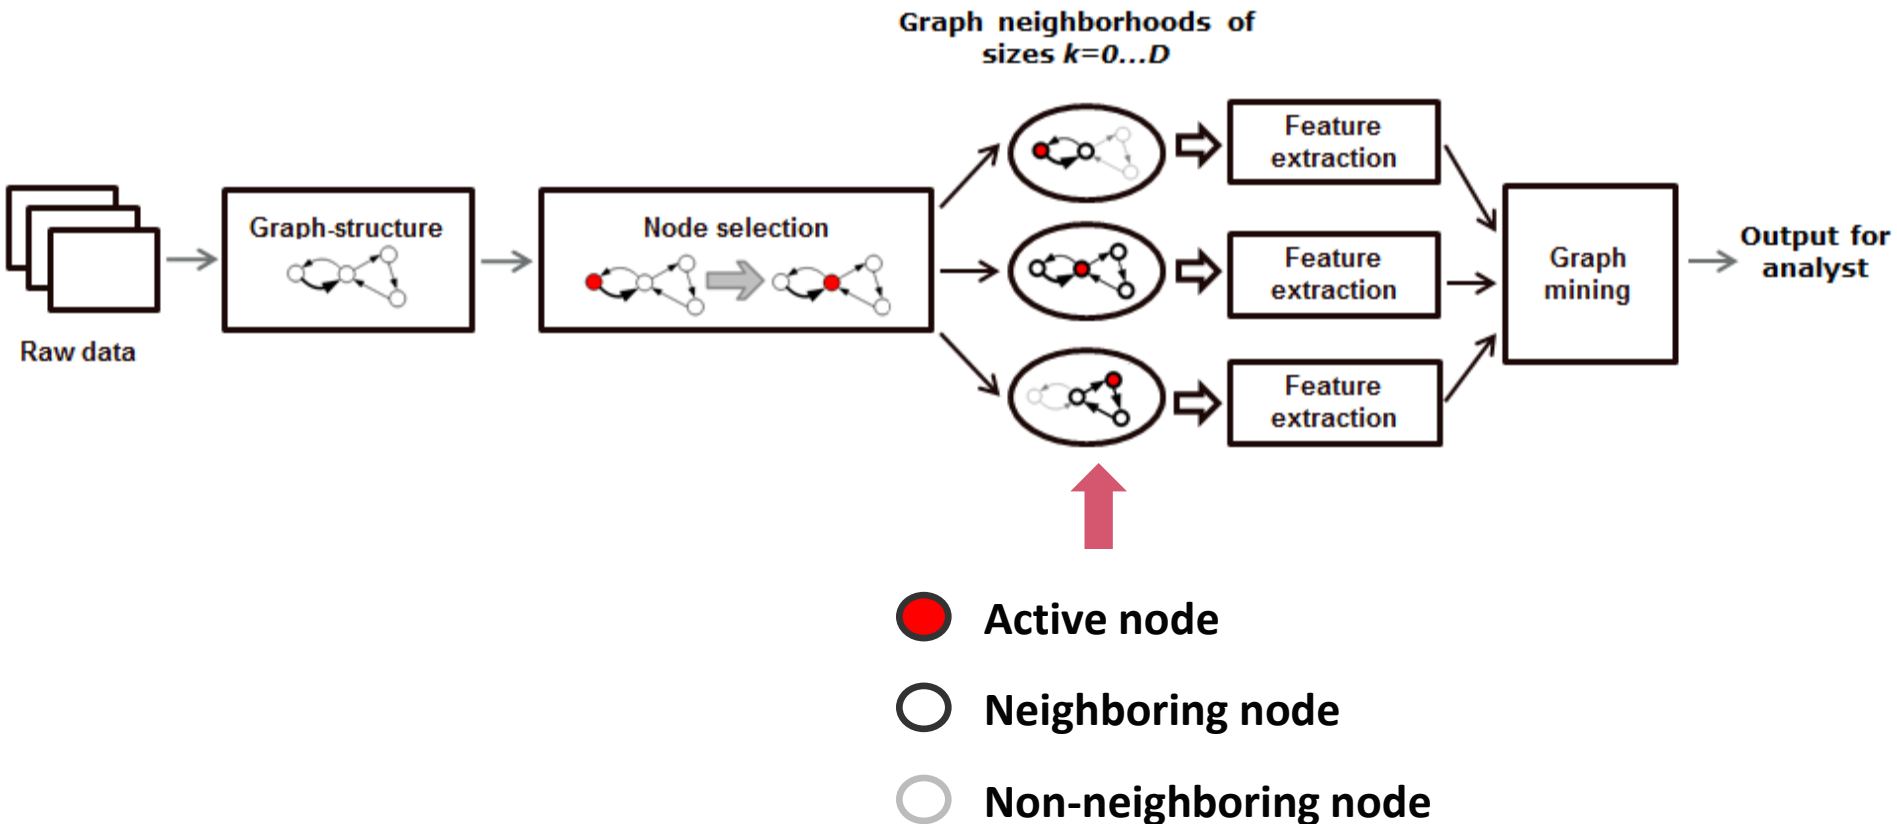 Graph neighborhoods of
sizes k=0...D
Raw data
Graph-structure
Node selection
Feature
extraction
Feature
extraction
Feature
extraction
Graph
mining
Output for
analyst
Active node
Neighboring node
Non-neighboring node